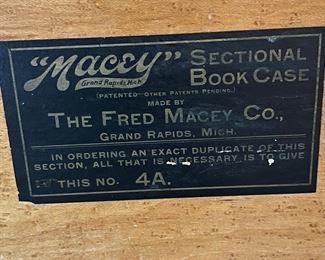 "Macey" SECTIONAL
Grand Rapids, Mich. BOOK CASE
(PATENTED - OTHER PATENTS PENDING.)
MADE BY
THE FRED MACEY CO.,
GRAND RAPIDS, MICH.
IN ORDERING AN EXACT DUPLICATE OF THIS
SECTION, ALL THAT IS NECESSARY IS TO GIVE
THIS NO. 4A.